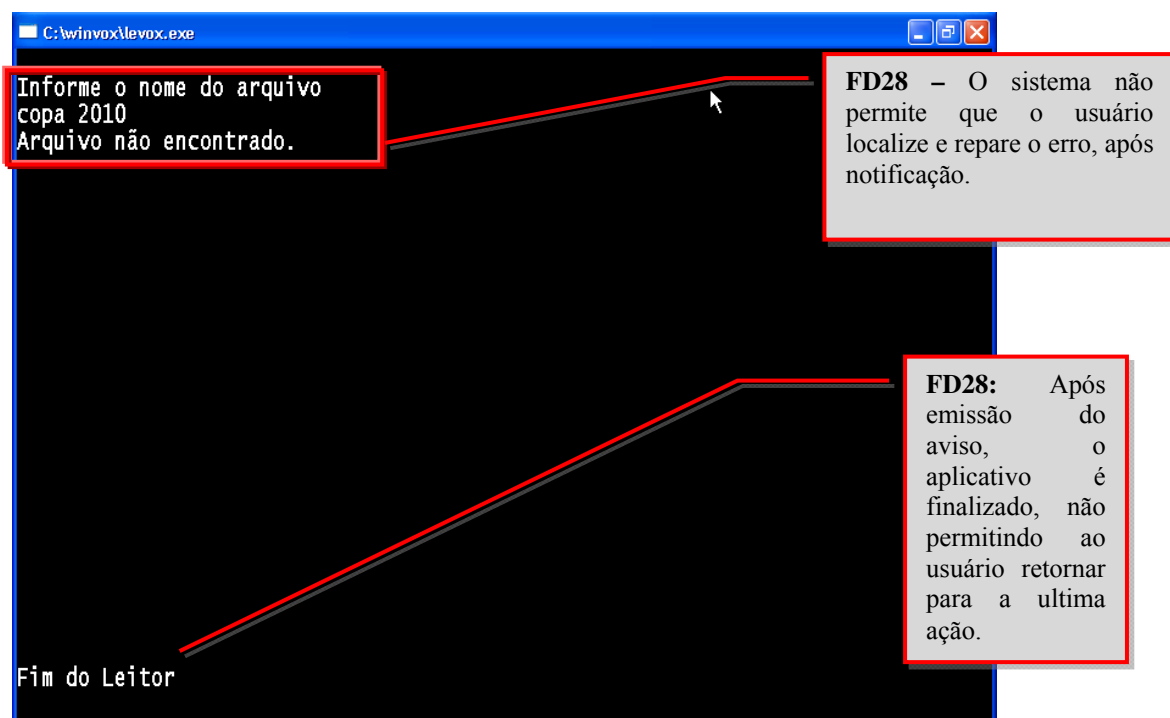 C:\winvox\levox.exe
Informe o nome do arquivo
copa 2010
Arquivo não encontrado.
FD28 – O sistema não
permite que o usuário
localize e repare o erro, após
notificação.
FD28: Após
emissão do
aviso, o
aplicativo é
finalizado, não
permitindo ao
usuário retornar
para a ultima
ação.
Fim do Leitor